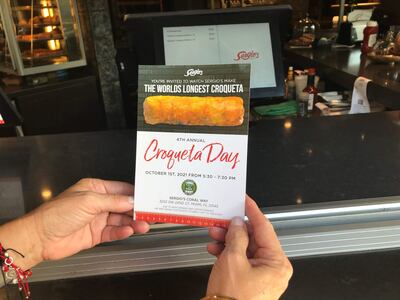 Sergio's
Sergio's
YOU'RE INVITED TO WATCH SERGIO'S MAKE
THE WORLDS LONGEST CROQUETA
4TH ANNUAL
Croqueta Day
OCTOBER 1ST, 2021 FROM 5:30 - 7:30 PM
SERGIO'S CORAL WAY